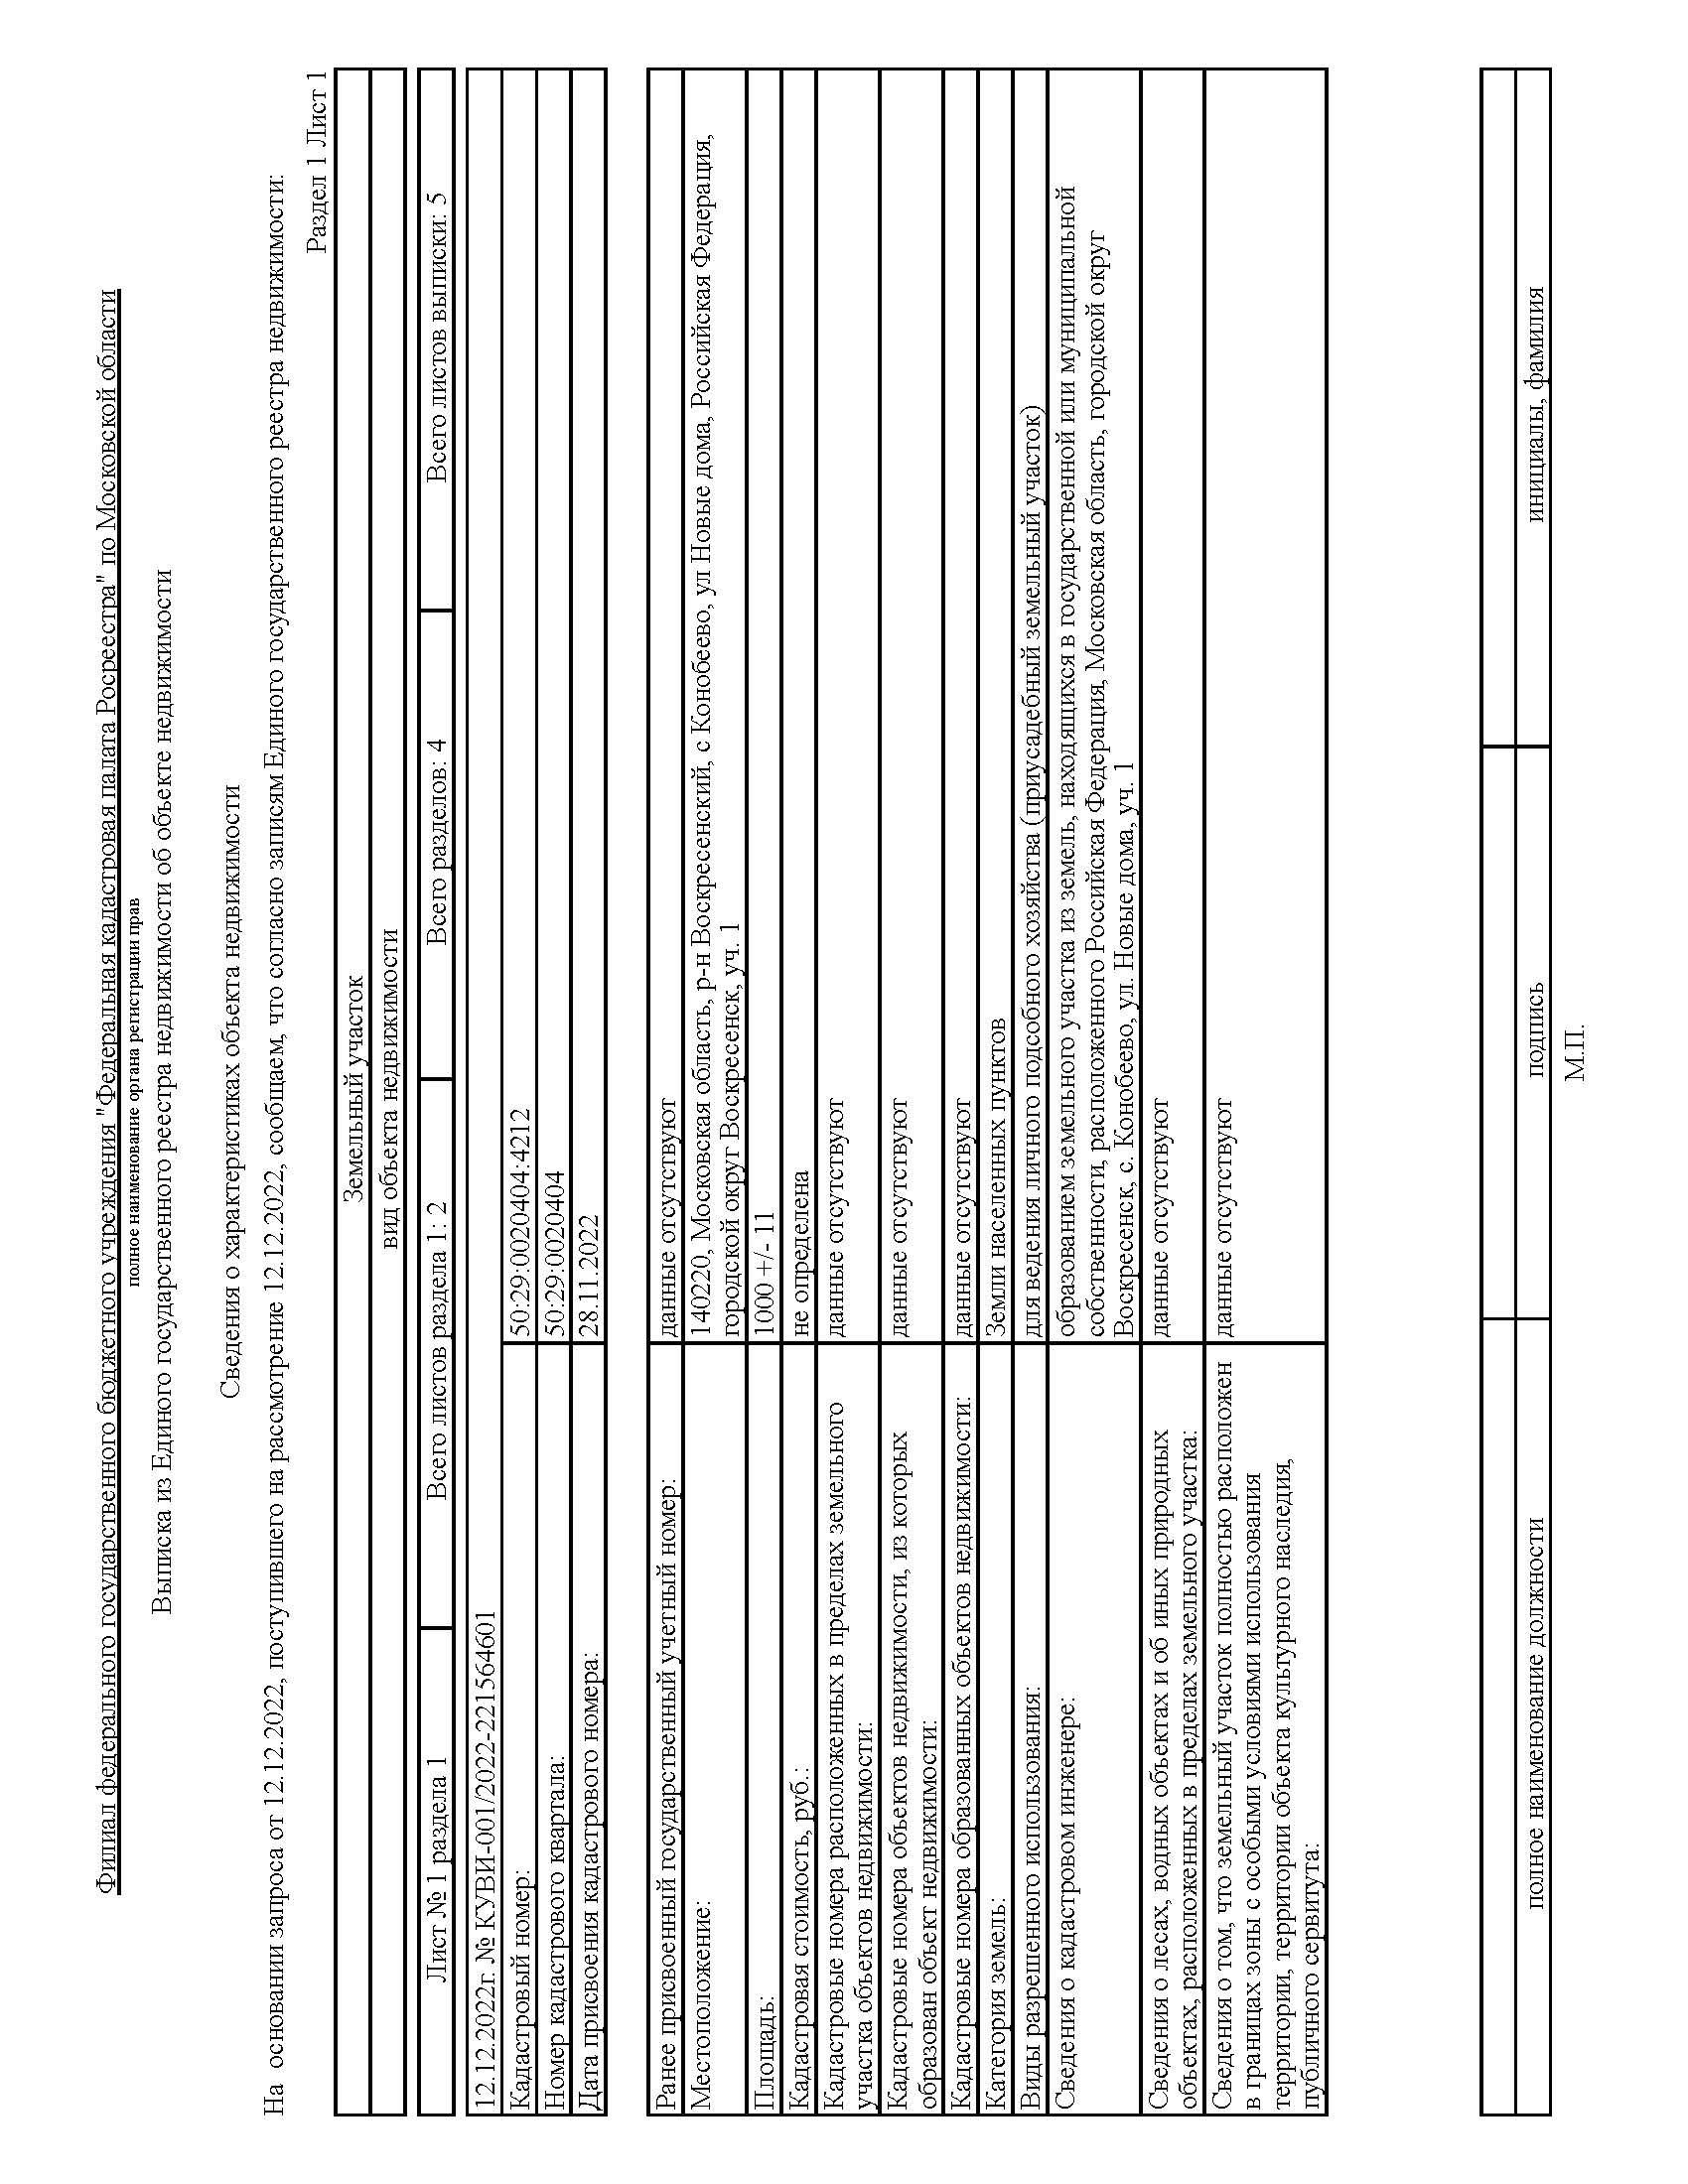 Филиал федерального государственного бюджетного учреждения "Федеральная кадастровая палата Росреестра" по Московской области
полное наименование органа регистрации прав
Выписка из Единого государственного реестра недвижимости об объекте недвижимости
Сведения о характеристиках объекта недвижимости
На основании запроса от 12.12.2022, поступившего на рассмотрение 12.12.2022, сообщаем, что согласно записям Единого государственного реестра недвижимости:
Раздел 1 Лист 1
Земельный участок
вид объекта недвижимости
Лист № 1 раздела 1 Всего листов раздела 1: 2 Всего разделов: 4 Всего листов выписки: 5
12.12.2022г. № КУВИ-001/2022-221564601
Кадастровый номер: 50:29:0020404:4212
Номер кадастрового квартала: 50:29:0020404
Дата присвоения кадастрового номера: 28.11.2022
Ранее присвоенный государственный учетный номер: данные отсутствуют
Местоположение: 140220, Московская область, р-н Воскресенский, с Конобеево, ул Новые дома, Российская Федерация,
городской округ Воскресенск, уч. 1
Площадь: 1000 +/- 11
Кадастровая стоимость, руб.: не определена
Кадастровые номера расположенных в пределах земельного
участка объектов недвижимости:
данные отсутствуют
Кадастровые номера объектов недвижимости, из которых
образован объект недвижимости:
данные отсутствуют
Кадастровые номера образованных объектов недвижимости: данные отсутствуют
Категория земель: Земли населенных пунктов
Виды разрешенного использования: для ведения личного подсобного хозяйства (приусадебный земельный участок)
Сведения о кадастровом инженере: образованием земельного участка из земель, находящихся в государственной или муниципальной
собственности, расположенного Российская Федерация, Московская область, городской округ
Воскресенск, с. Конобеево, ул. Новые дома, уч. 1
Сведения о лесах, водных объектах и об иных природных
объектах, расположенных в пределах земельного участка:
данные отсутствуют
Сведения о том, что земельный участок полностью расположен
в границах зоны с особыми условиями использования
территории, территории объекта культурного наследия,
публичного сервитута:
данные отсутствуют
полное наименование должности подпись инициалы, фамилия
М.П.